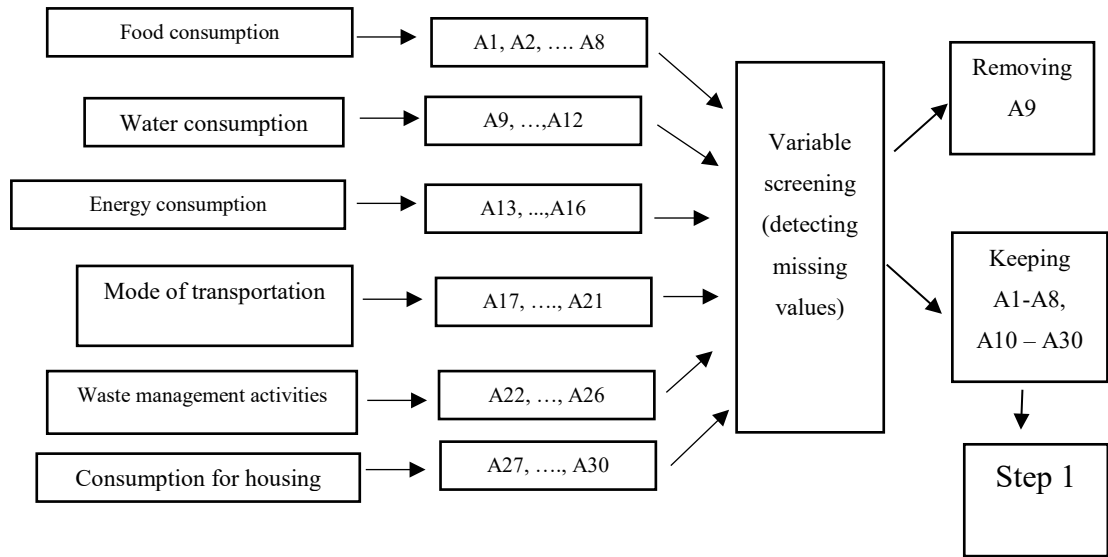 Food consumption
A1, A2, …. A8
Water consumption
A9, …,A12
Energy consumption
A13, ...,A16
Mode of transportation
A17, …., A21
Waste management activities
A22, …, A26
Consumption for housing
A27, …., A30
Variable
screening
(detecting
missing
values)
Removing
A9
Keeping
A1-A8,
A10 – A30
Step 1